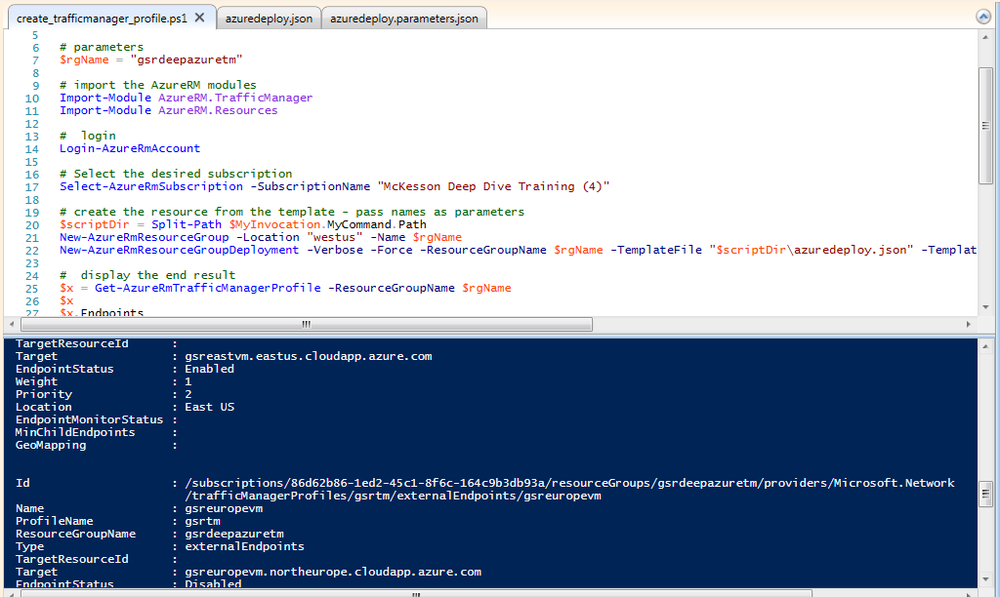 create_trafficmanager_profile.ps1 X azuredeploy.json azuredeploy.parameters.json
5
6 # parameters
7 $rgName = "gsrdeepazuretm"
8
9 # import the AzureRM modules
10 Import-Module AzureRM.TrafficManager
11 Import-Module AzureRM.Resources
12
13 #  login
14 Login-AzureRmAccount
15
16 # Select the desired subscription
17 Select-AzureRmSubscription -SubscriptionName "McKesson Deep Dive Training (4)"
18
19 # create the resource from the template - pass names as parameters
20 $scriptDir = Split-Path $MyInvocation.MyCommand.Path
21 New-AzureRmResourceGroup -Location "westus" -Name $rgName
22 New-AzureRmResourceGroupDeployment -Verbose -Force -ResourceGroupName $rgName -TemplateFile "$scriptDir\azuredeploy.json" -Templat
23
24 #  display the end result
25 $x = Get-AzureRmTrafficManagerProfile -ResourceGroupName $rgName
26 $x
27 $x.Endpoints
TargetResourceId :
Target : gsreastvm.eastus.cloudapp.azure.com
EndpointStatus : Enabled
Weight : 1
Priority : 2
Location : East US
EndpointMonitorStatus :
MinChildEndpoints :
GeoMapping :
Id : /subscriptions/86d62b86-1ed2-45c1-8f6c-164c9b3db93a/resourceGroups/gsrdeepazuretm/providers/Microsoft.Network
/trafficManagerProfiles/gsrtm/externalEndpoints/gsreuropevm
Name : gsreuropevm
ProfileName : gsrtm
ResourceGroupName : gsrdeepazuretm
Type : externalEndpoints
TargetResourceId :
Target : gsreuropevm.northeurope.cloudapp.azure.com
EndpointStatus : Disabled